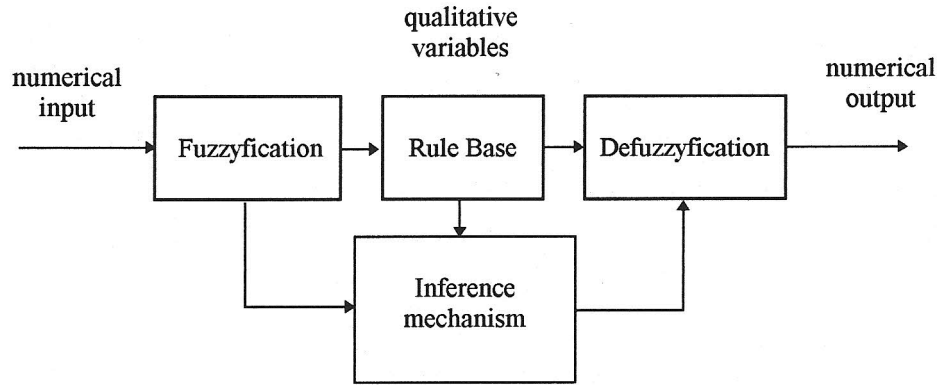 qualitative
variables
numerical
input
numerical
output
Fuzzyfication
Rule Base
Defuzzyfication
Inference
mechanism